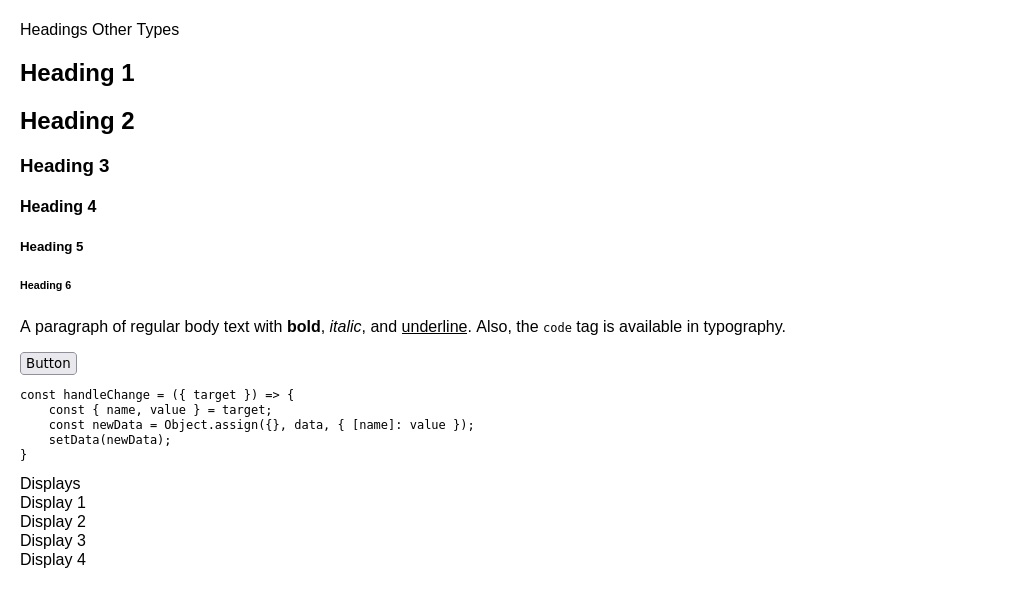 Headings Other Types
Heading 1
Heading 2
Heading 3
Heading 4
Heading 5
Heading 6
A paragraph of regular body text with bold, italic, and underline. Also, the code tag is available in typography.
Button
const handleChange = ({ target }) => {
    const { name, value } = target;
    const newData = Object.assign({}, data, { [name]: value });
    setData(newData);
}
Displays
Display 1
Display 2
Display 3
Display 4